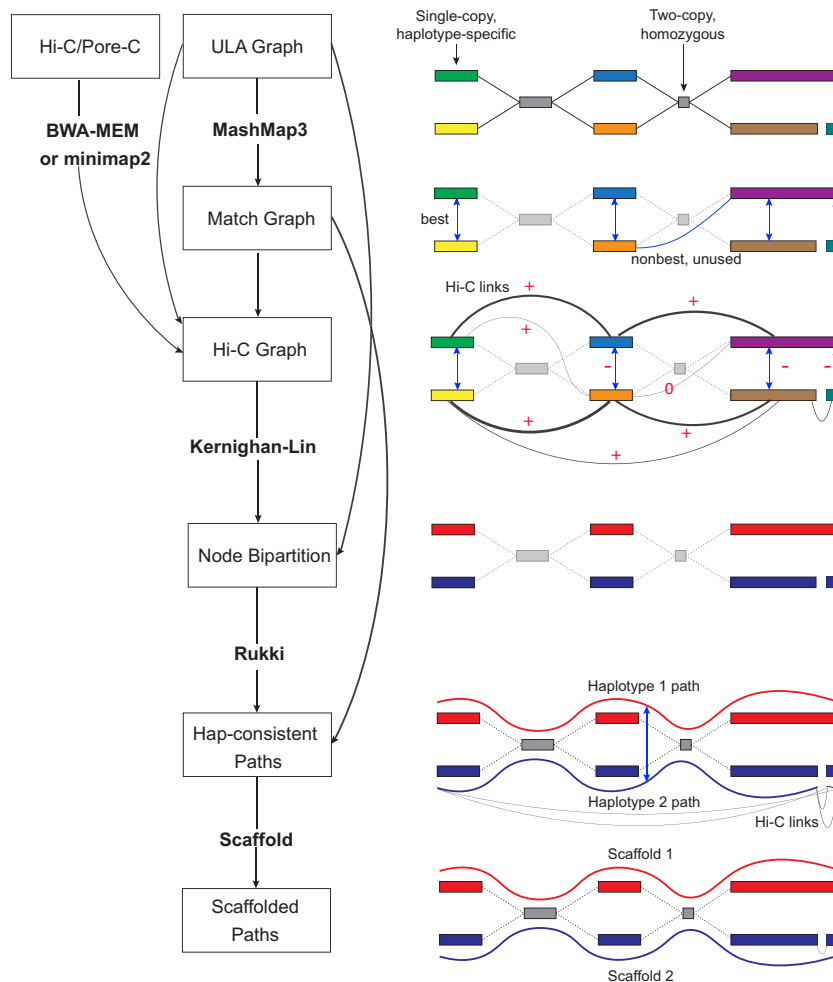 Hi-C/Pore-C
ULA Graph
BWA-MEM
or minimap2
MashMap3
Match Graph
Hi-C Graph
Kernighan-Lin
Node Bipartition
Rukki
Hap-consistent
Paths
Scaffold
Scaffolded
Paths
Single-copy,
haplotype-specific
Two-copy,
homozygous
best
nonbest, unused
Hi-C links
+
+
+
-
-
-
0
+
+
+
Haplotype 1 path
Haplotype 2 path
Hi-C links
Scaffold 1
Scaffold 2